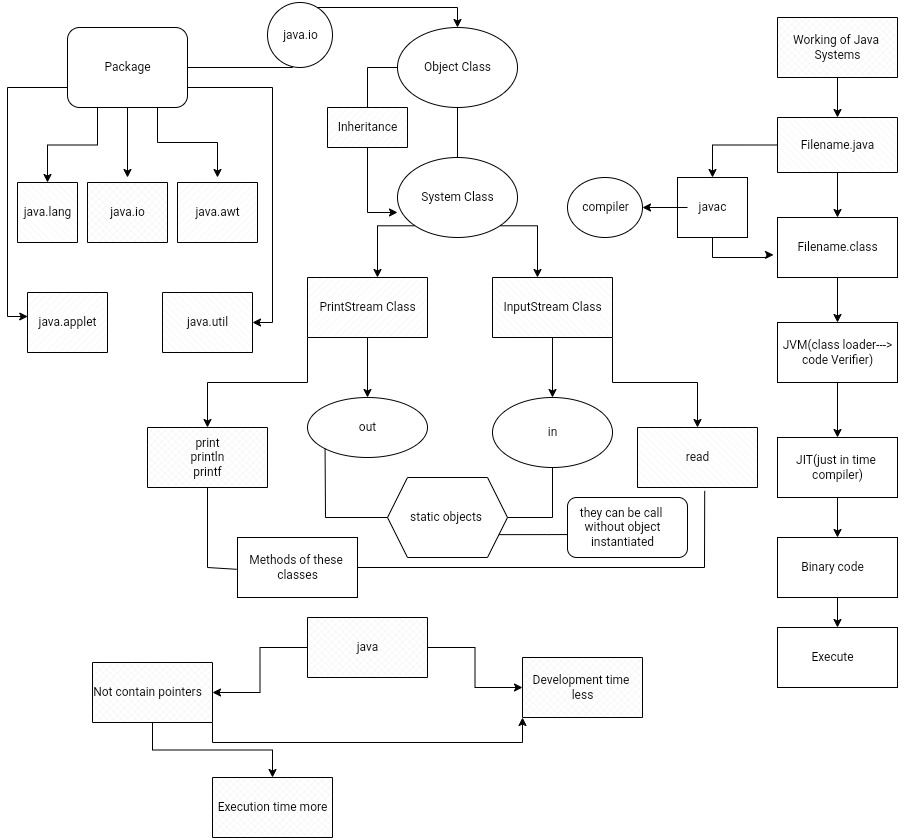 java.io
Package
Object Class
Working of Java
Systems
Inheritance
Filename.java
java.lang
java.io
java.awt
System Class
compiler
javac
Filename.class
java.applet
java.util
PrintStream Class
InputStream Class
JVM(class loader--->
code Verifier)
print
println
printf
out
in
read
JIT(just in time
compiler)
static objects
they can be call
without object
instantiated
Methods of these
classes
Binary code
java
Execute
Not contain pointers
Development time
less
Execution time more